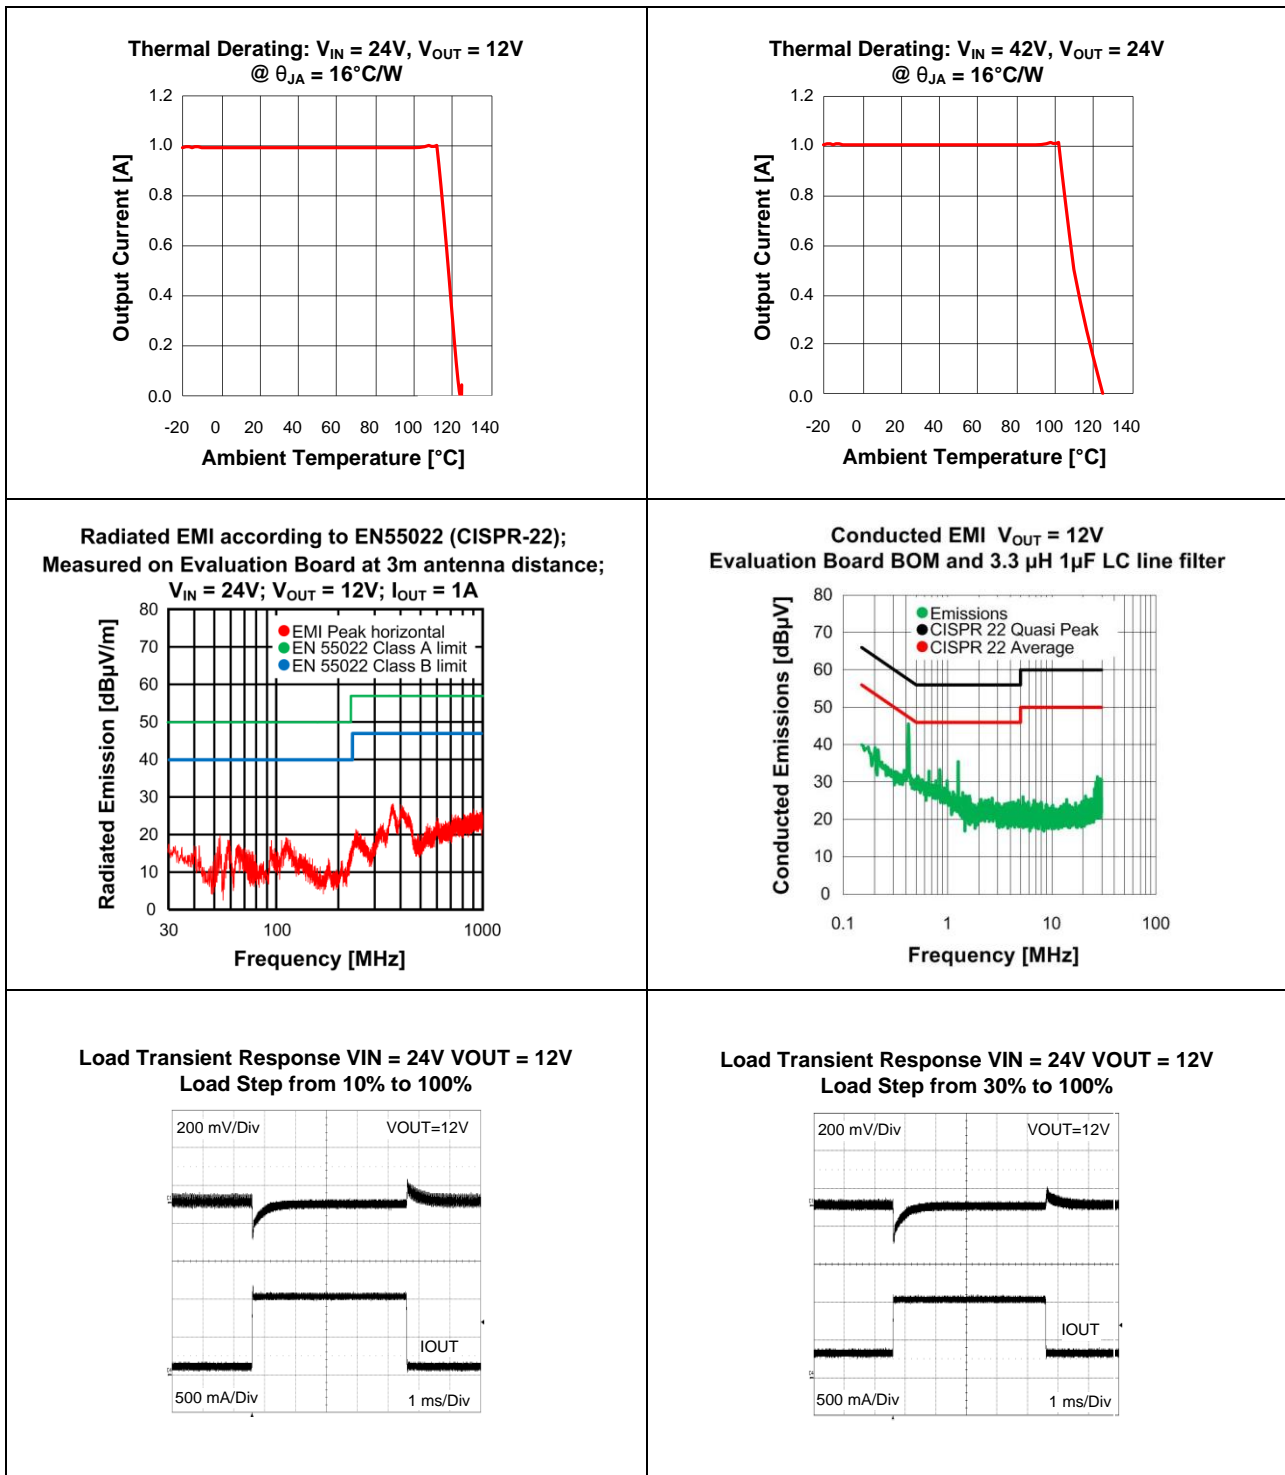 Thermal Derating: VIN = 24V, VOUT = 12V
@ θJA = 16°C/W
1.2
1.0
0.8
0.6
0.4
0.2
0.0
Output Current [A]
-20 0 20 40 60 80 100 120 140
Ambient Temperature [°C]
Thermal Derating: VIN = 42V, VOUT = 24V
@ θJA = 16°C/W
1.2
1.0
0.8
0.6
0.4
0.2
0.0
Output Current [A]
-20 0 20 40 60 80 100 120 140
Ambient Temperature [°C]
Radiated EMI according to EN55022 (CISPR-22);
Measured on Evaluation Board at 3m antenna distance;
VIN = 24V; VOUT = 12V; IOUT = 1A
80
70
60
50
40
30
20
10
0
Radiated Emission [dBµV/m]
EMI Peak horizontal
EN 55022 Class A limit
EN 55022 Class B limit
30 100 1000
Frequency [MHz]
Conducted EMI VOUT = 12V
Evaluation Board BOM and 3.3 µH 1µF LC line filter
80
70
60
50
40
30
20
10
0
Conducted Emissions [dBµV]
Emissions
CISPR 22 Quasi Peak
CISPR 22 Average
0.1 1 10 100
Frequency [MHz]
Load Transient Response VIN = 24V VOUT = 12V
Load Step from 10% to 100%
200 mV/Div VOUT=12V
IOUT
500 mA/Div 1 ms/Div
Load Transient Response VIN = 24V VOUT = 12V
Load Step from 30% to 100%
200 mV/Div VOUT=12V
IOUT
500 mA/Div 1 ms/Div